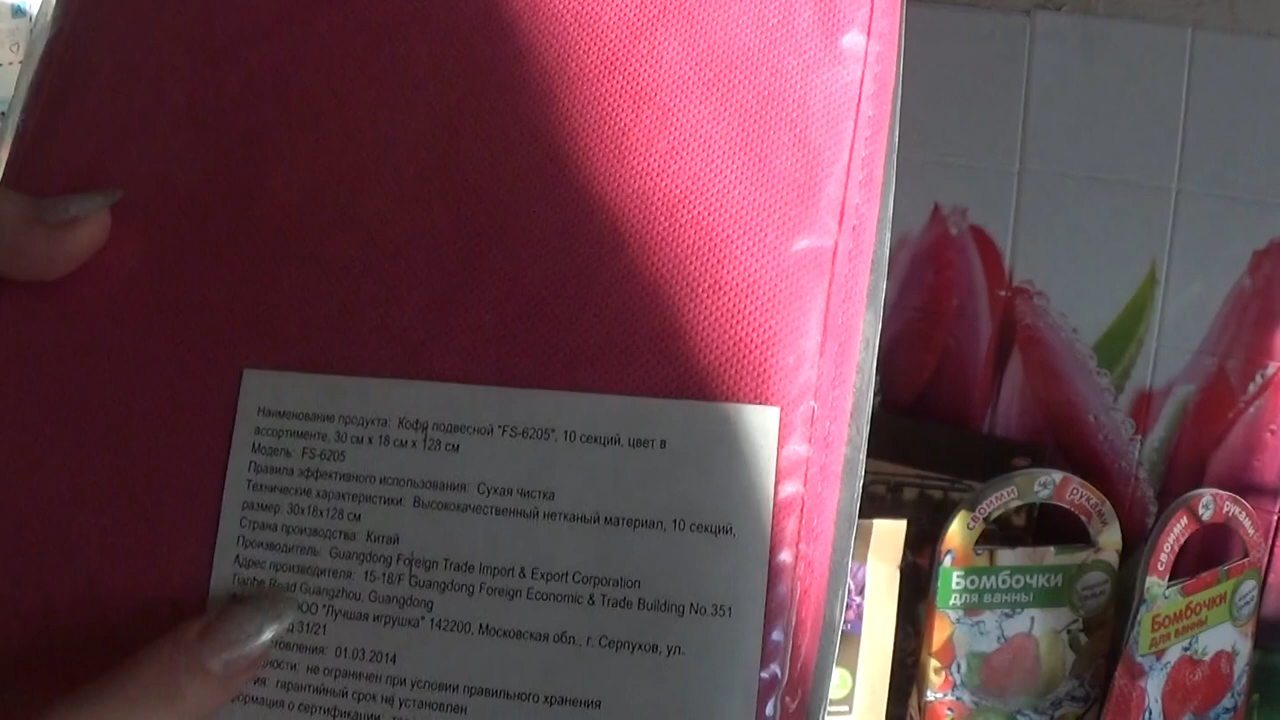 Наименование продукта: Кофр подвесной "FS-6205", 10 секций, цвет в
ассортименте, 30 см х 18 см х 128 см
Модель: FS-6205
Правила эффективного использования: Сухая чистка
Технические характеристики: Высококачественный нетканый материал, 10 секций,
размер: 30х18х128 см
Страна производства: Китай
Производитель: Guangdong Foreign Trade Import & Export Corporation
Адрес производителя: 15-18/F Guangdong Foreign Economic & Trade Building No.351
Tianhe Road Guangzhou, Guangdong
ООО "Лучшая игрушка" 142200, Московская обл., г. Серпухов, ул.
31/21
01.03.2014
не ограничен при условии правильного хранения
гарантийный срок не установлен
о сертификации:
своими руками
Бомбочки
для ванны
своими руками
Бомбочки
для ванны